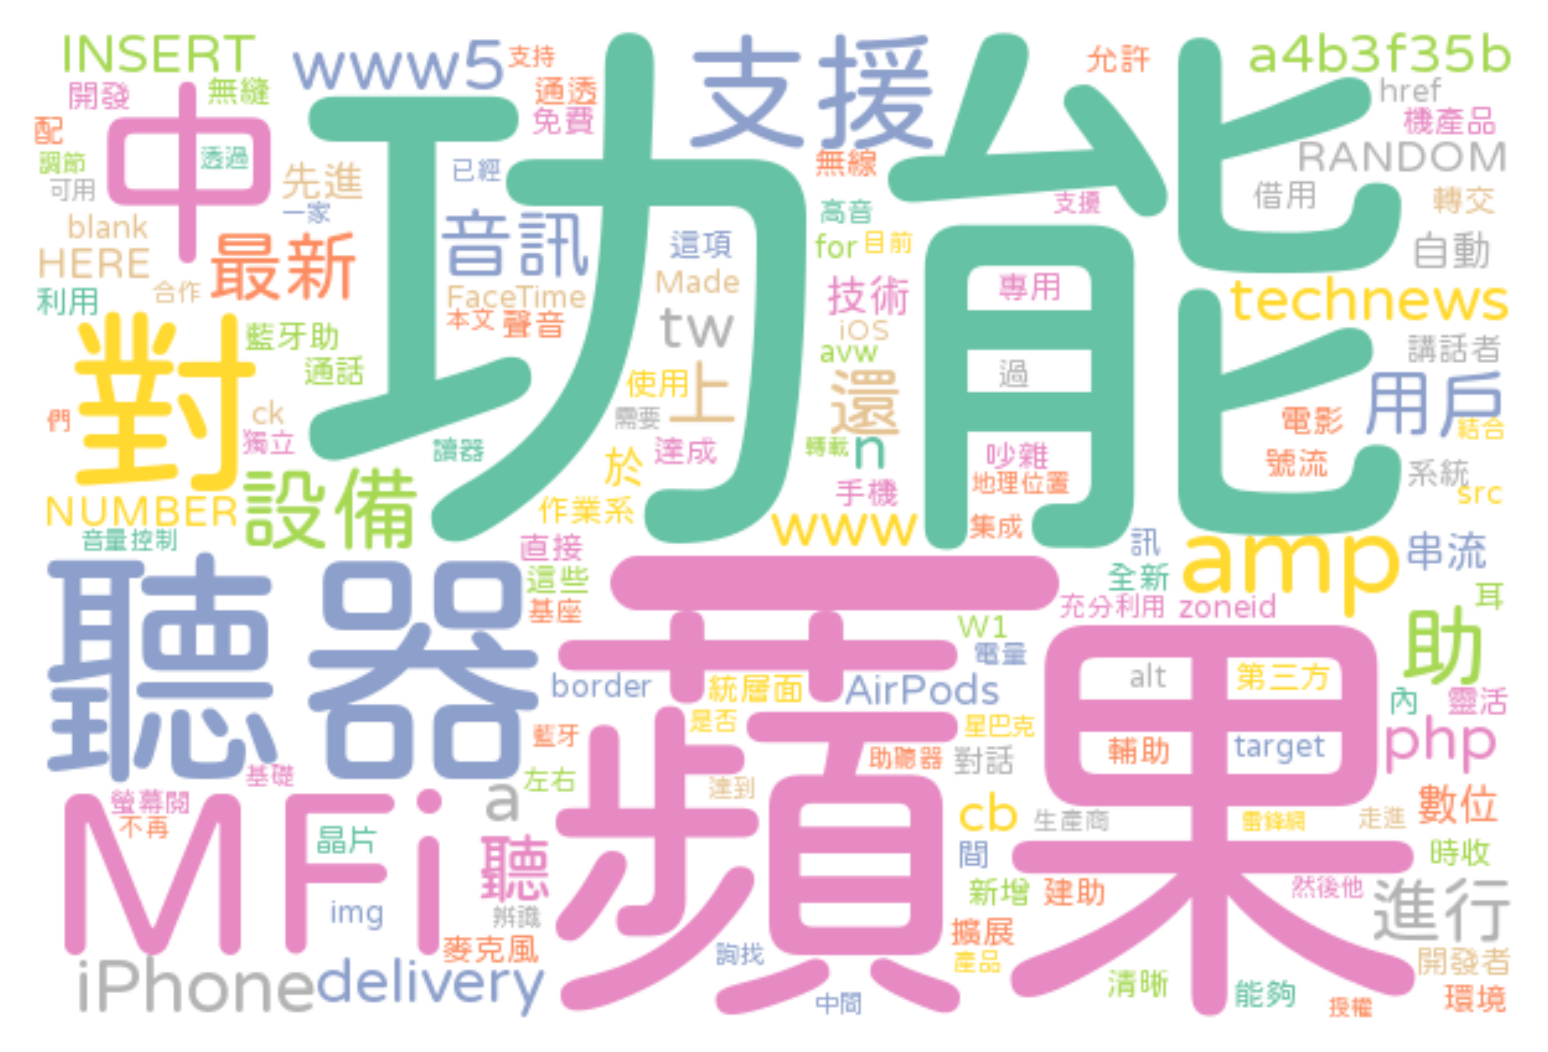 INSERT
www5
支持
支援
允許
a4b3f35b
開發
無縫
通透
免費
href
機產品
配
中
透過
調節
可用
先進
一家
已經
功能
無線
RANDOM
借用
轉交
支援
blank
HERE
利用
合作
最新
音訊
FaceTime
本文
聲音
這項
Made
tw
高音
for
目前
技術
iOS
avw
專用
過
自動
technews
講話者
對
藍牙助
通話
們
ck
獨立
讀器
使用
上
需要
達成
還
轉載
n
手機
吵雜
地理位置
集成
電影
用戶
結合
號流
系統
src
NUMBER
設備
音量控制
於
作業系
www
直接
這些
基座
訊
全新
amp
串流
耳
充分利用
zoneid
聽器
蘋果
W1
電量
助
內
靈活
border
統層面
AirPods
是否
星巴克
alt
第三方
輔助
target
php
藍牙
左右
基礎
助聽器
對話
達到
MFi
螢幕閱
不再
晶片
img
a
聽
辨識
麥克風
cb
生產商
雷鋒網
走進
數位
間
時收
新增
建助
然後他
進行
擴展
產品
iPhone
delivery
詢找
中間
清晰
能夠
授權
開發者
環境